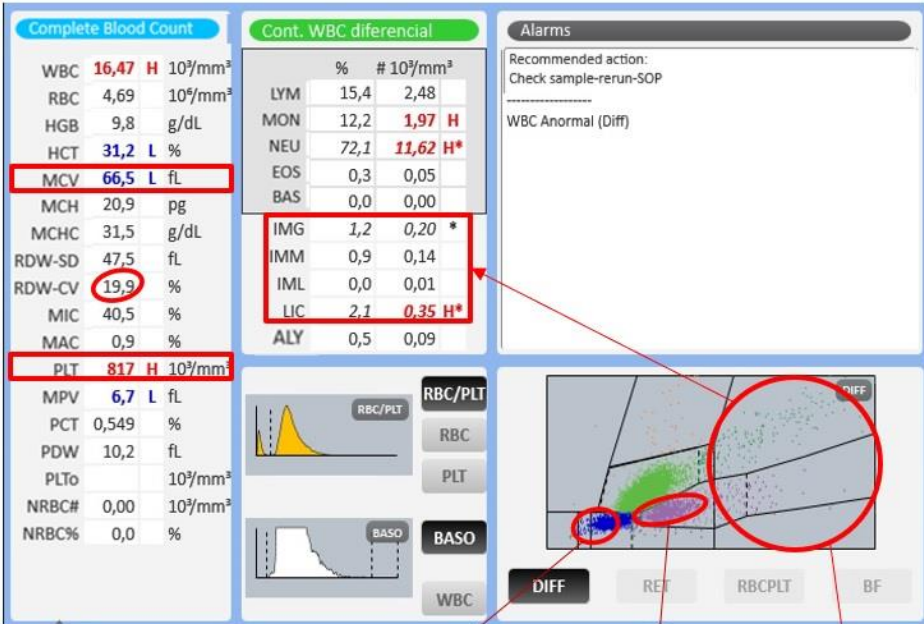 Complete Blood Count
WBC 16,47 H 10³/mm³
RBC 4,69 10⁶/mm³
HGB 9,8 g/dL
HCT 31,2 L %
MCV 66,5 L fL
MCH 20,9 pg
MCHC 31,5 g/dL
RDW-SD 47,5 fL
RDW-CV 19,9 %
MIC 40,5 %
MAC 0,9 %
PLT 817 H 10³/mm³
MPV 6,7 L fL
PCT 0,549 %
PDW 10,2 fL
PLTo 10³/mm³
NRBC# 0,00 10³/mm³
NRBC% 0,0 %
Cont. WBC diferencial
% # 10³/mm³
LYM 15,4 2,48
MON 12,2 1,97 H
NEU 72,1 11,62 H*
EOS 0,3 0,05
BAS 0,0 0,00
IMG 1,2 0,20 *
IMM 0,9 0,14
IML 0,0 0,01
LIC 2,1 0,35 H*
ALY 0,5 0,09
Alarms
Recommended action:
Check sample-rerun-SOP
-------------------
WBC Anormal (Diff)
RBC/PLT
RBC/PLT
RBC
PLT
BASO
BASO
WBC
DIFF
DIFF RET RBCPLT BF